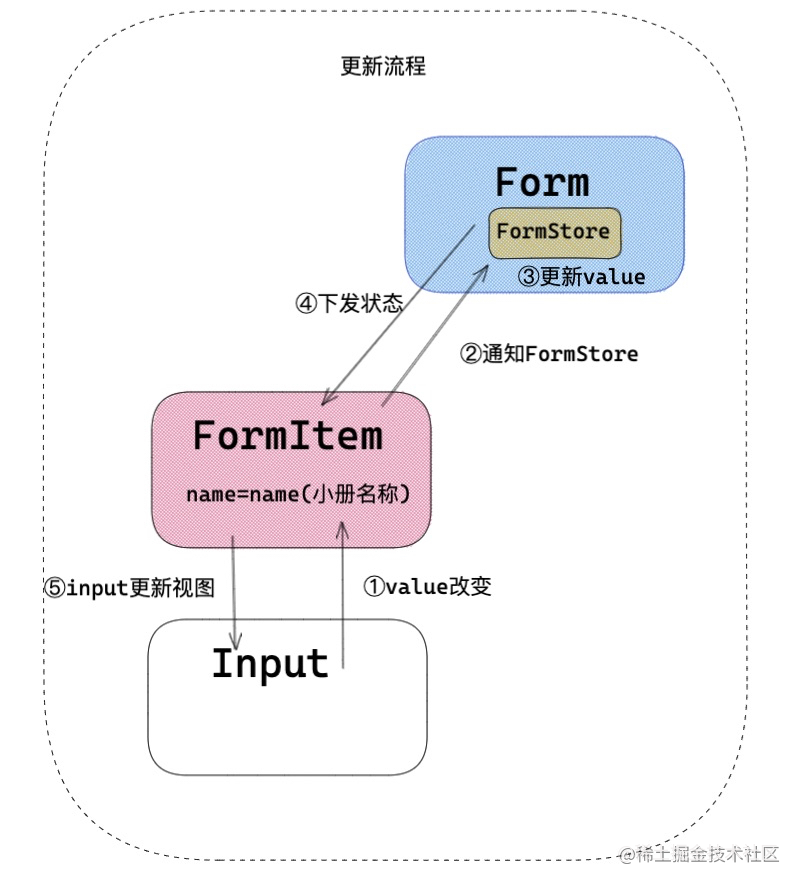 更新流程
Form
FormStore
③更新value
④下发状态
②通知FormStore
FormItem
name=name(小册名称)
⑤input更新视图
①value改变
Input
@稀土掘金技术社区